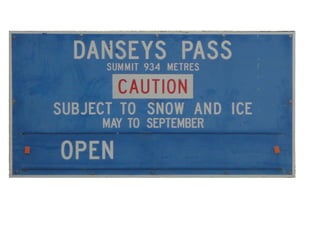 DANSEYS PASS
SUMMIT 934 METRES
CAUTION
SUBJECT TO SNOW AND ICE
MAY TO SEPTEMBER
OPEN